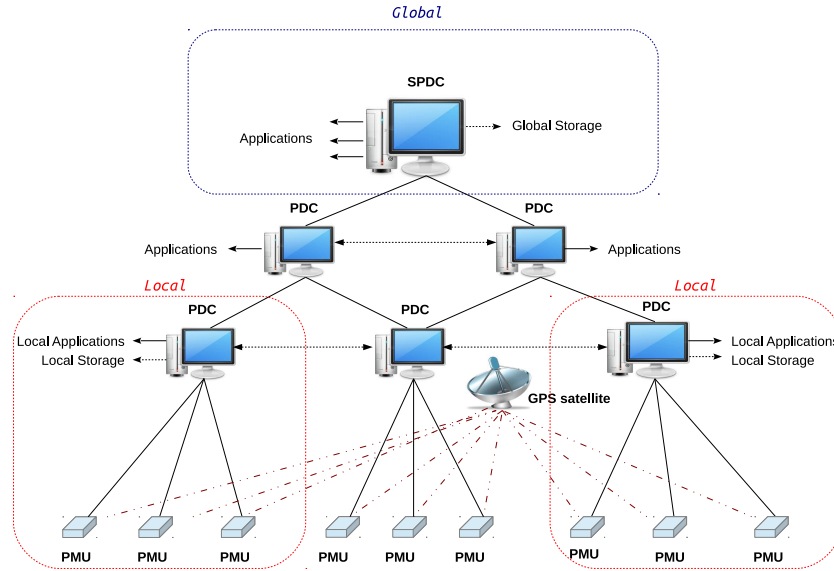 Global
SPDC
Applications
Global Storage
PDC
PDC
Applications
Applications
Local
Local
PDC
PDC
PDC
Local Applications
Local Storage
Local Applications
Local Storage
GPS satellite
PMU
PMU
PMU
PMU
PMU
PMU
PMU
PMU
PMU